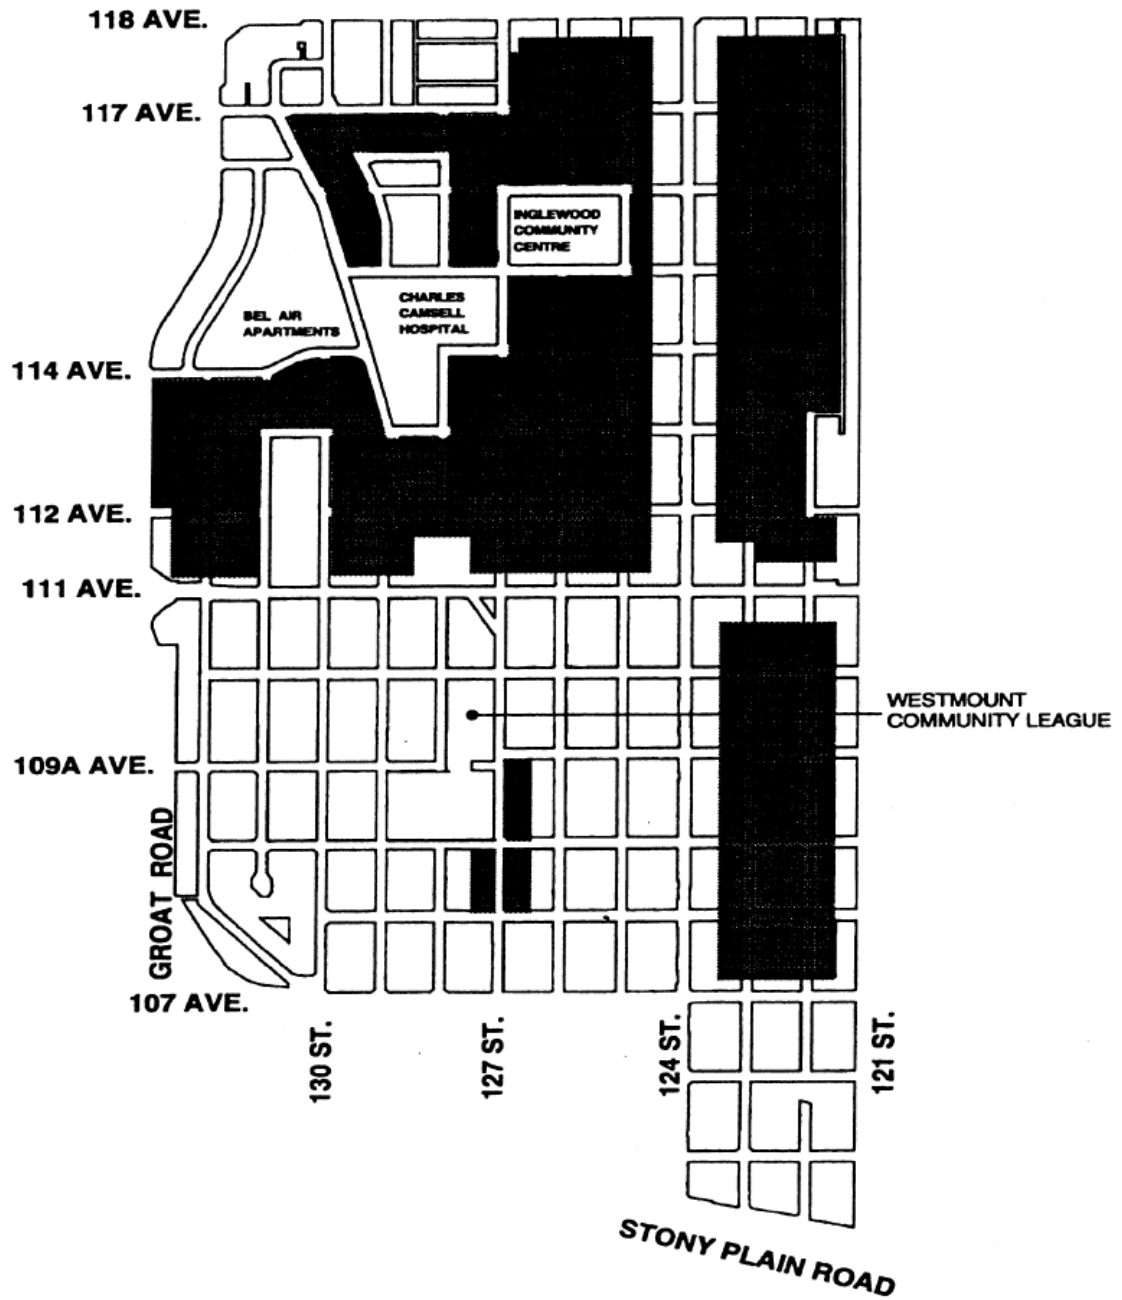 118 AVE.
117 AVE.
INGLEWOOD
COMMUNITY
CENTRE
CHARLES
CAMSELL
HOSPITAL
BEL AIR
APARTMENTS
114 AVE.
112 AVE.
111 AVE.
WESTMOUNT
COMMUNITY LEAGUE
109A AVE.
GROAT ROAD
107 AVE.
130 ST.
127 ST.
124 ST.
121 ST.
STONY PLAIN ROAD